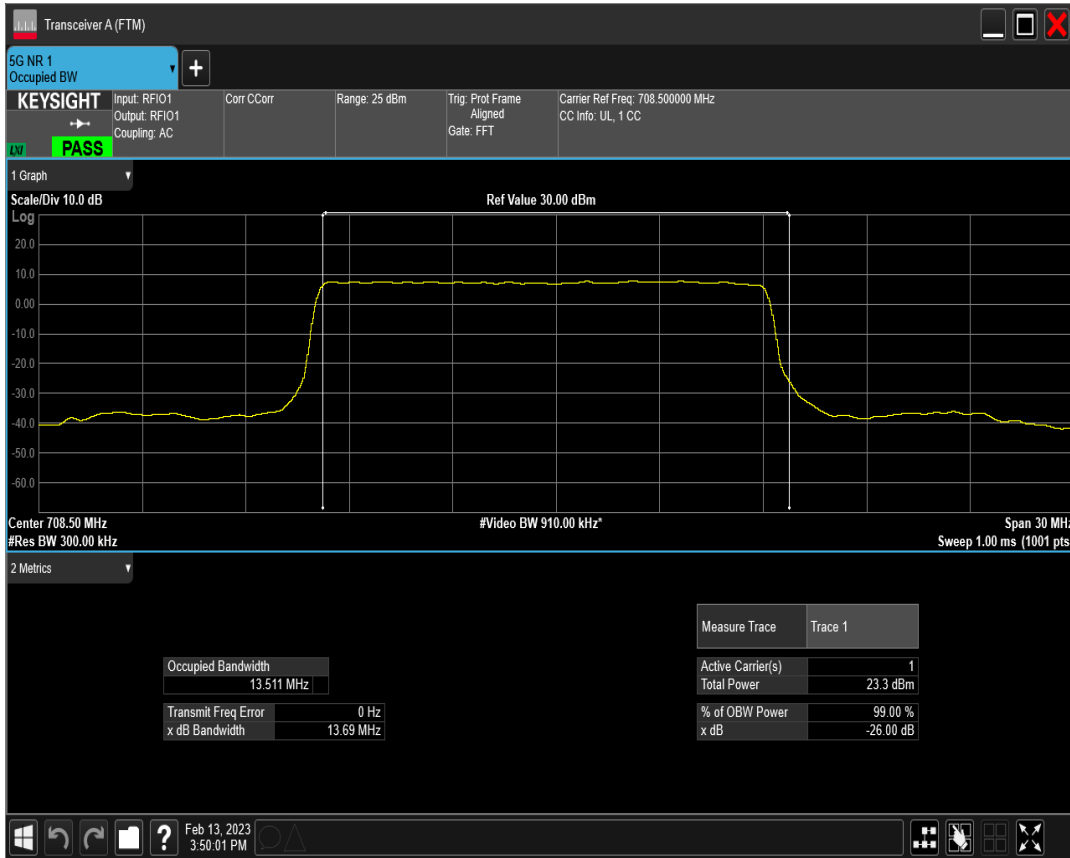 Transceiver A (FTM)
5G NR 1
Occupied BW
KEYSIGHT
LXI
PASS
Input: RFIO1
Output: RFIO1
Coupling: AC
Corr CCorr
Range: 25 dBm
Trig: Prot Frame
Aligned
Gate: FFT
Carrier Ref Freq: 708.500000 MHz
CC Info: UL, 1 CC
1 Graph
Scale/Div 10.0 dB
Ref Value 30.00 dBm
Log
20.0
10.0
0.00
-10.0
-20.0
-30.0
-40.0
-50.0
-60.0
Center 708.50 MHz
#Video BW 910.00 kHz*
Span 30 MHz
#Res BW 300.00 kHz
Sweep 1.00 ms (1001 pts
2 Metrics
Measure Trace Trace 1
Occupied Bandwidth
13.511 MHz
Active Carrier(s) 1
Total Power 23.3 dBm
Transmit Freq Error 0 Hz
x dB Bandwidth 13.69 MHz
% of OBW Power 99.00 %
x dB -26.00 dB
Feb 13, 2023
3:50:01 PM